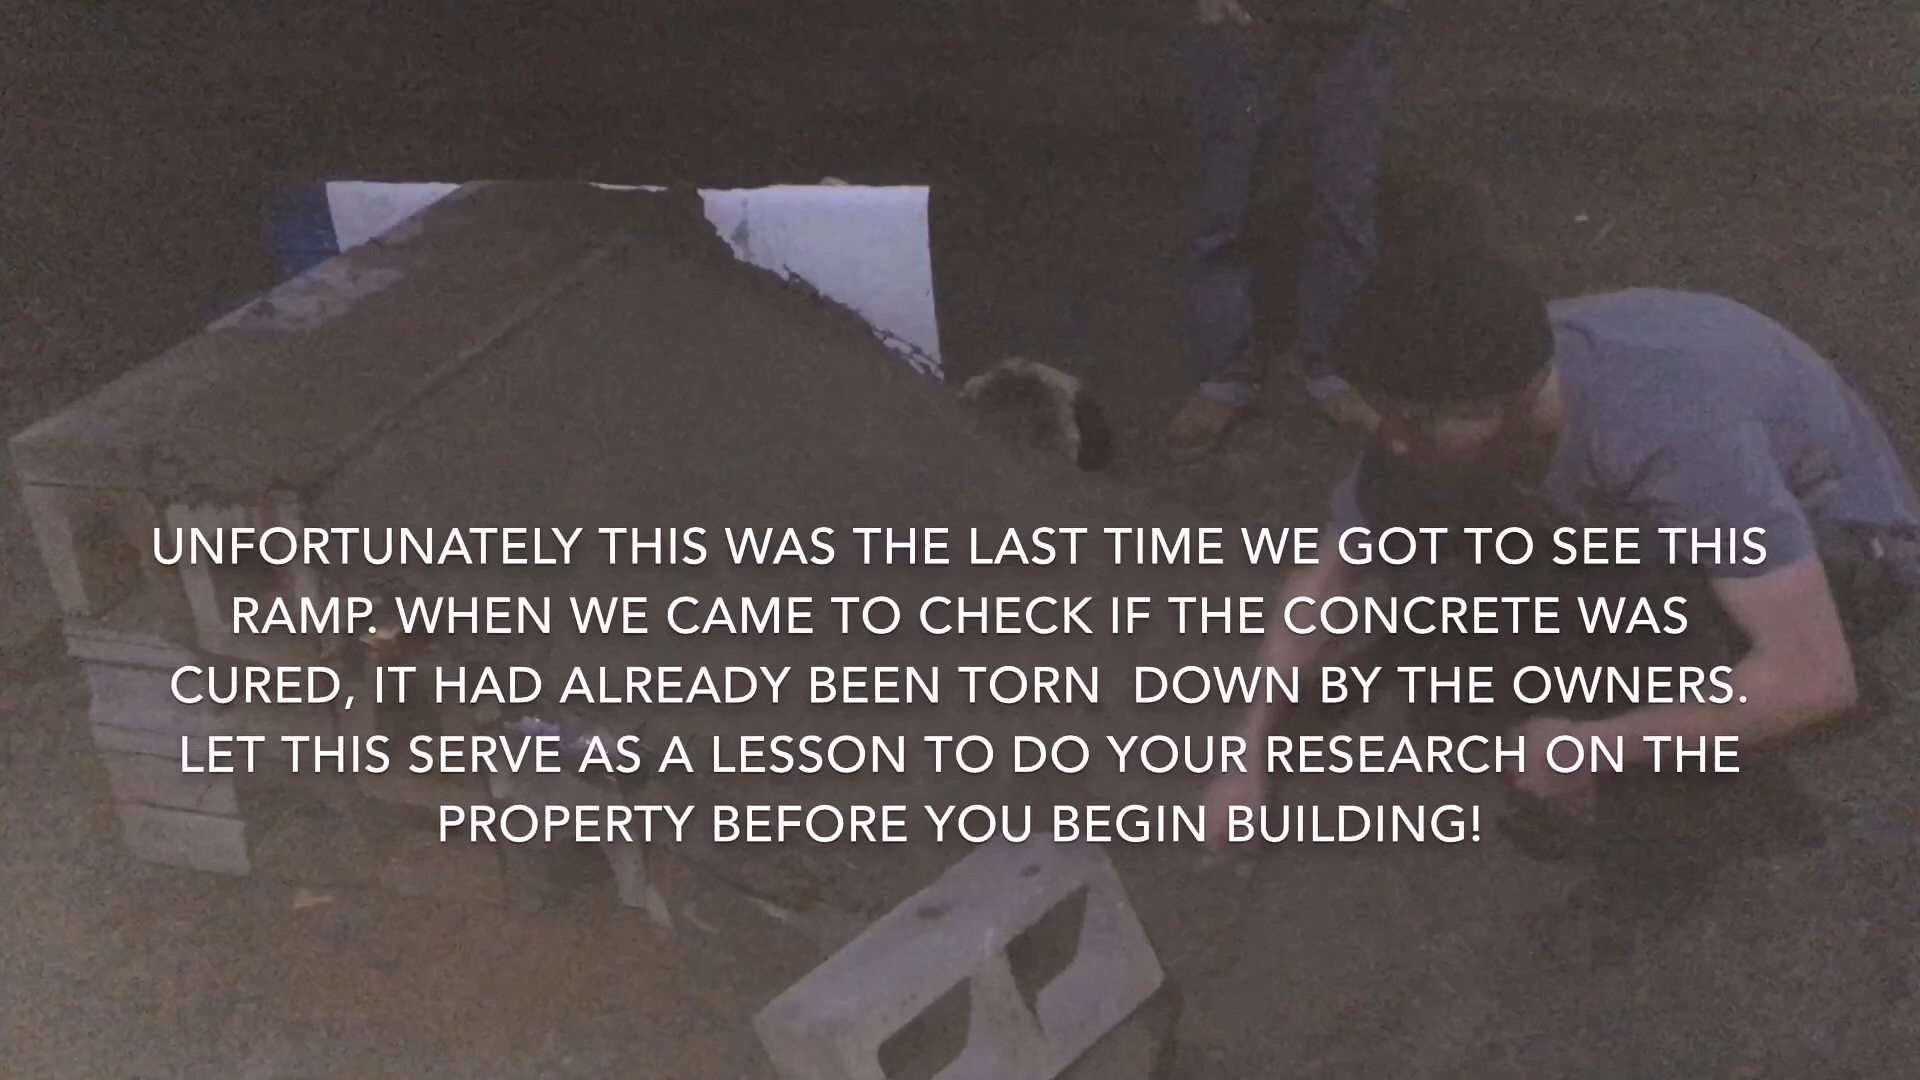 UNFORTUNATELY THIS WAS THE LAST TIME WE GOT TO SEE THIS
RAMP. WHEN WE CAME TO CHECK IF THE CONCRETE WAS
CURED, IT HAD ALREADY BEEN TORN  DOWN BY THE OWNERS.
LET THIS SERVE AS A LESSON TO DO YOUR RESEARCH ON THE
PROPERTY BEFORE YOU BEGIN BUILDING!